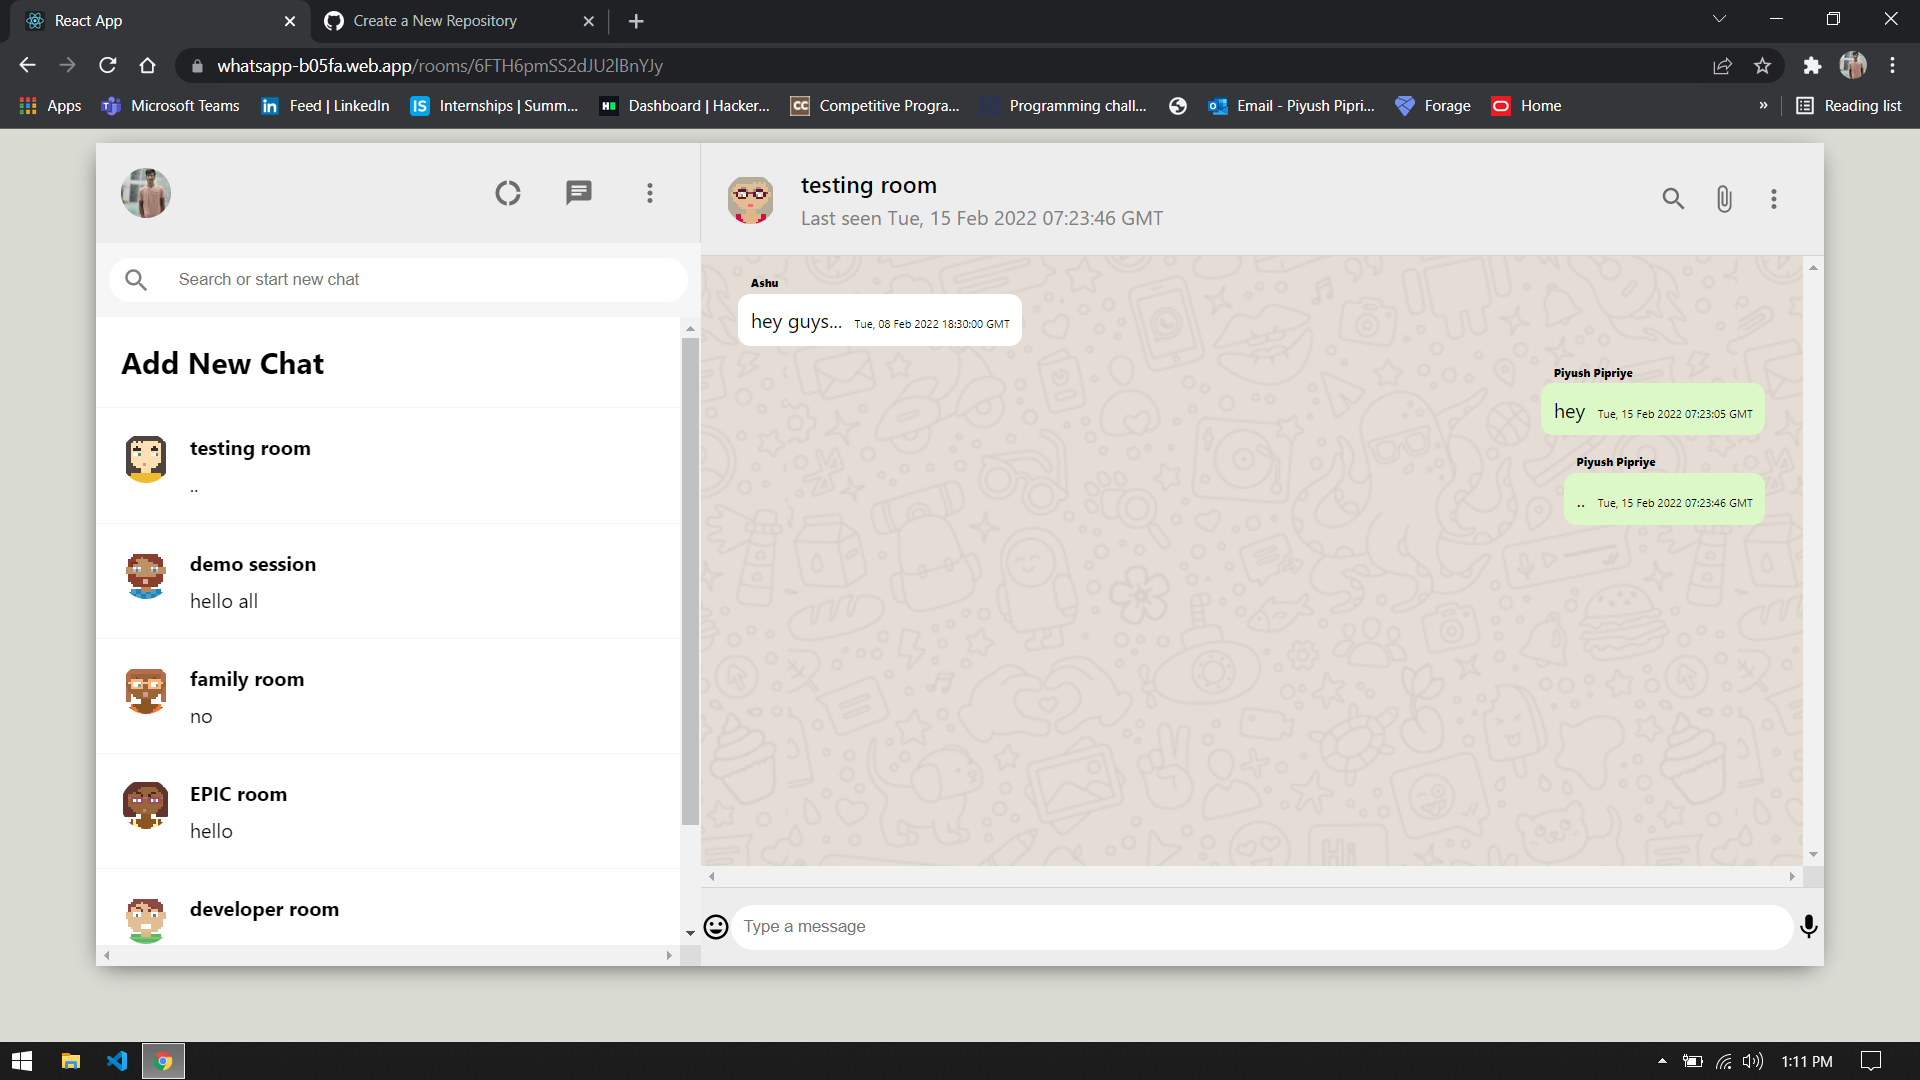 React App
Create a New Repository
whatsapp-b05fa.web.app/rooms/6FTH6pmSS2dJU2lBnYJy
Apps
Microsoft Teams
Feed | LinkedIn
Internships | Summ...
Dashboard | Hacker...
Competitive Progra...
Programming chall...
Email - Piyush Pipri...
Forage
Home
»
Reading list
testing room
Last seen Tue, 15 Feb 2022 07:23:46 GMT
Search or start new chat
Add New Chat
testing room
..
demo session
hello all
family room
no
EPIC room
hello
developer room
Ashu
hey guys... Tue, 08 Feb 2022 18:30:00 GMT
Piyush Pipriye
hey Tue, 15 Feb 2022 07:23:05 GMT
Piyush Pipriye
.. Tue, 15 Feb 2022 07:23:46 GMT
Type a message
1:11 PM